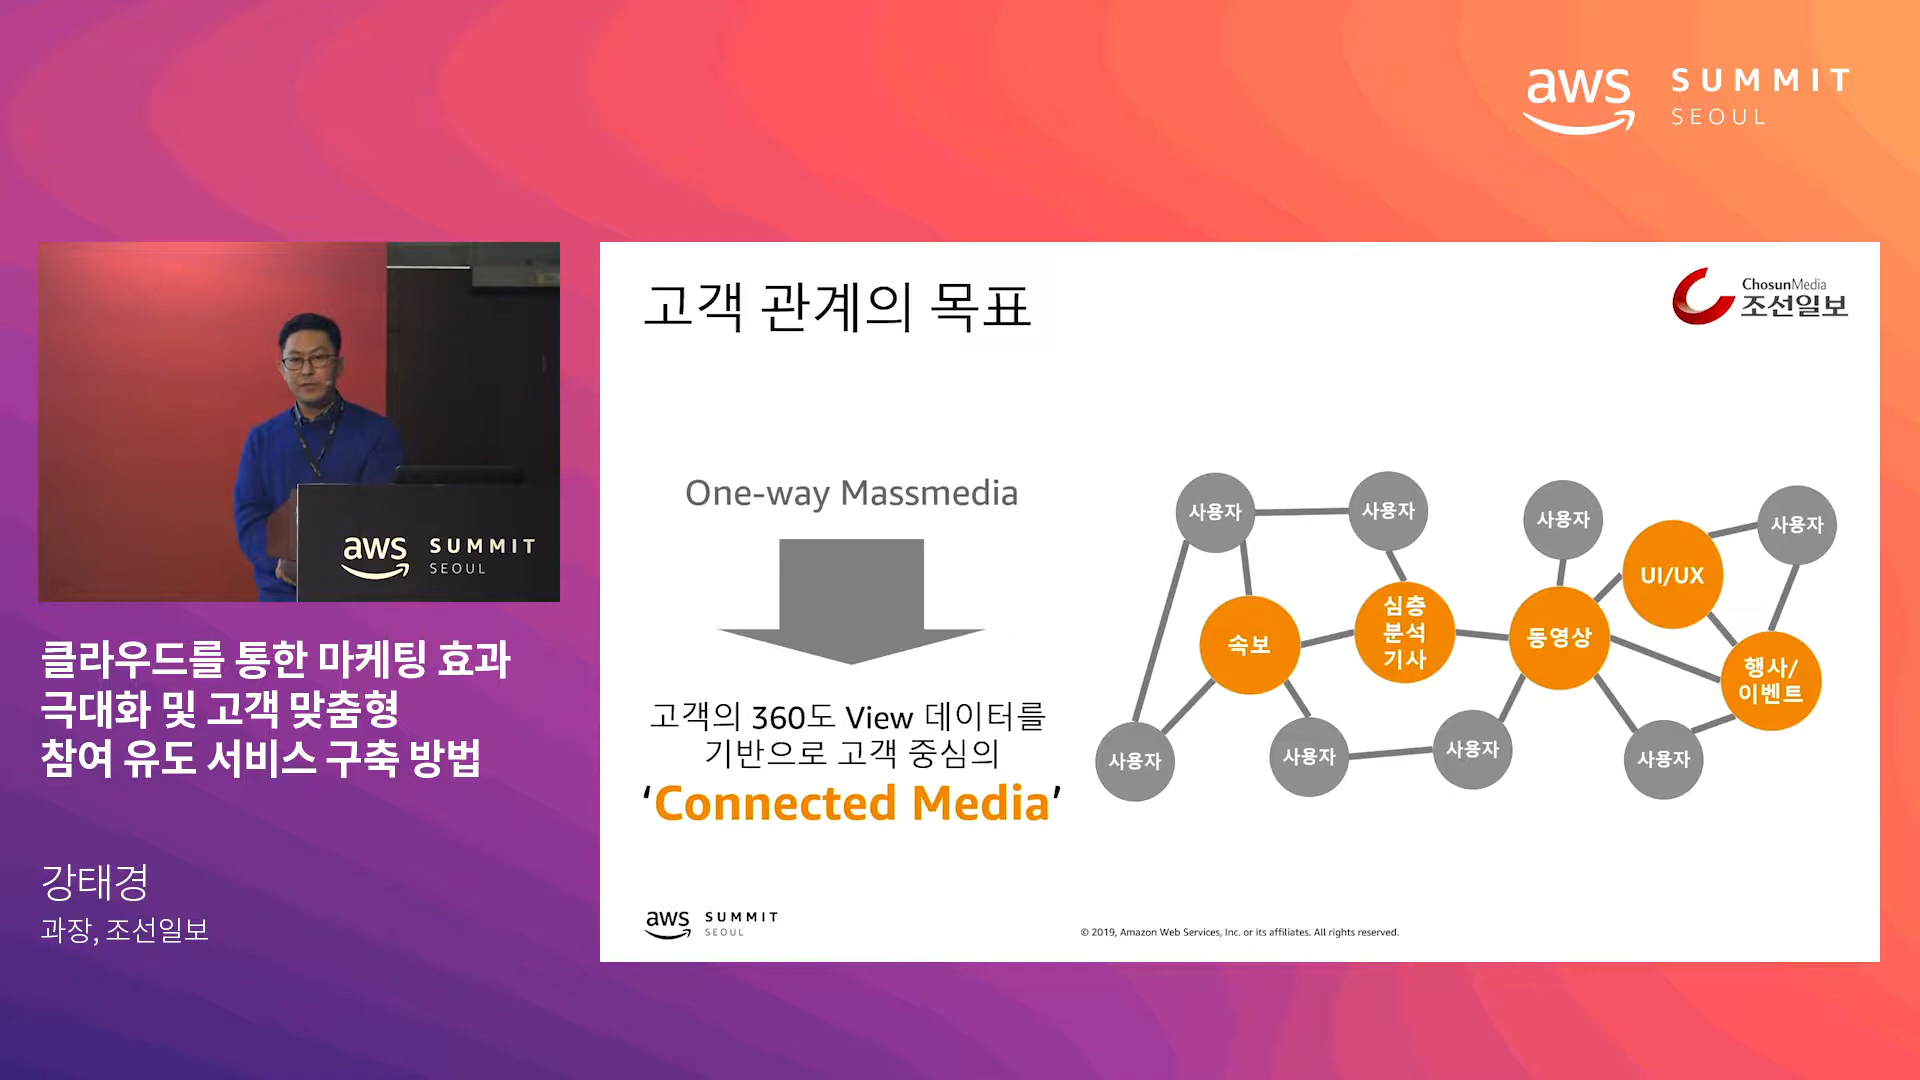 aws SUMMIT
SEOUL
aws SUMMIT
SEOUL
클라우드를 통한 마케팅 효과
극대화 및 고객 맞춤형
참여 유도 서비스 구축 방법
강태경
과장, 조선일보
고객 관계의 목표
ChosunMedia
조선일보
One-way Massmedia
고객의 360도 View 데이터를
기반으로 고객 중심의
‘Connected Media’
사용자
사용자
사용자
사용자
UI/UX
속보
심층
분석
기사
동영상
행사/
이벤트
사용자
사용자
사용자
사용자
aws SUMMIT
SEOUL
© 2019, Amazon Web Services, Inc. or its affiliates. All rights reserved.